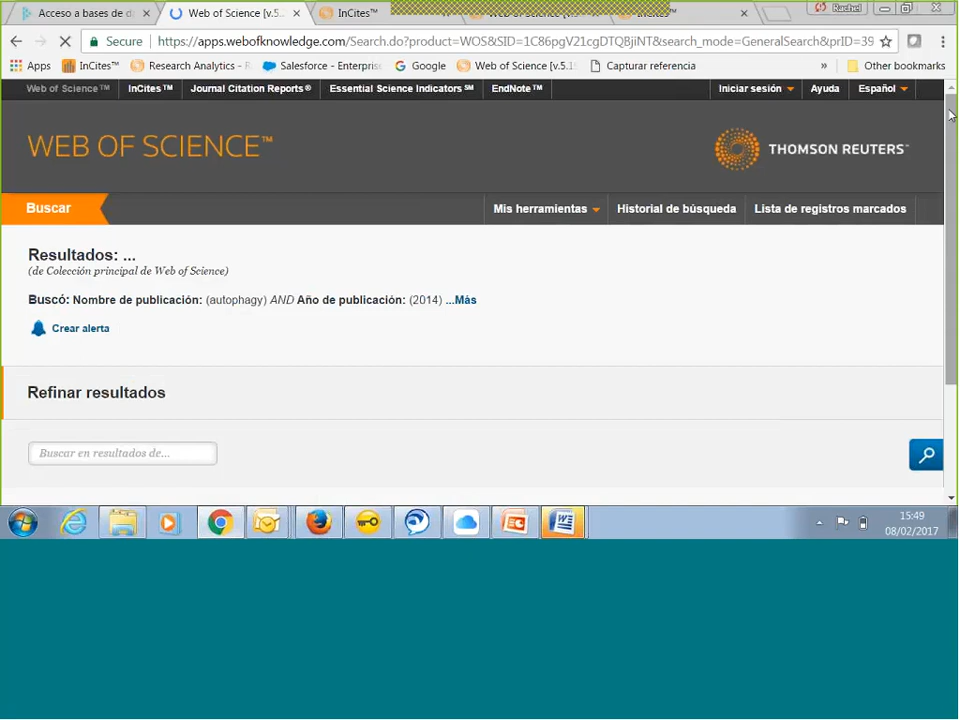 Acceso a bases de d
Web of Science [v.5...
InCites™
Rachel
Secure
https://apps.webofknowledge.com/Search.do?product=WOS&SID=1C86pgV21cgDTQBjiNT&search_mode=GeneralSearch&prID=39
Apps
InCites™
Research Analytics - R
Salesforce - Enterpris
Google
Web of Science [v.5.1
Capturar referencia
»
Other bookmarks
Web of Science™
InCites™
Journal Citation Reports®
Essential Science Indicators℠
EndNote™
Iniciar sesión
Ayuda
Español
WEB OF SCIENCE™
THOMSON REUTERS™
Buscar
Mis herramientas
Historial de búsqueda
Lista de registros marcados
Resultados: ...
(de Colección principal de Web of Science)
Buscó: Nombre de publicación: (autophagy) AND Año de publicación: (2014) ...Más
Crear alerta
Refinar resultados
Buscar en resultados de...
15:49
08/02/2017